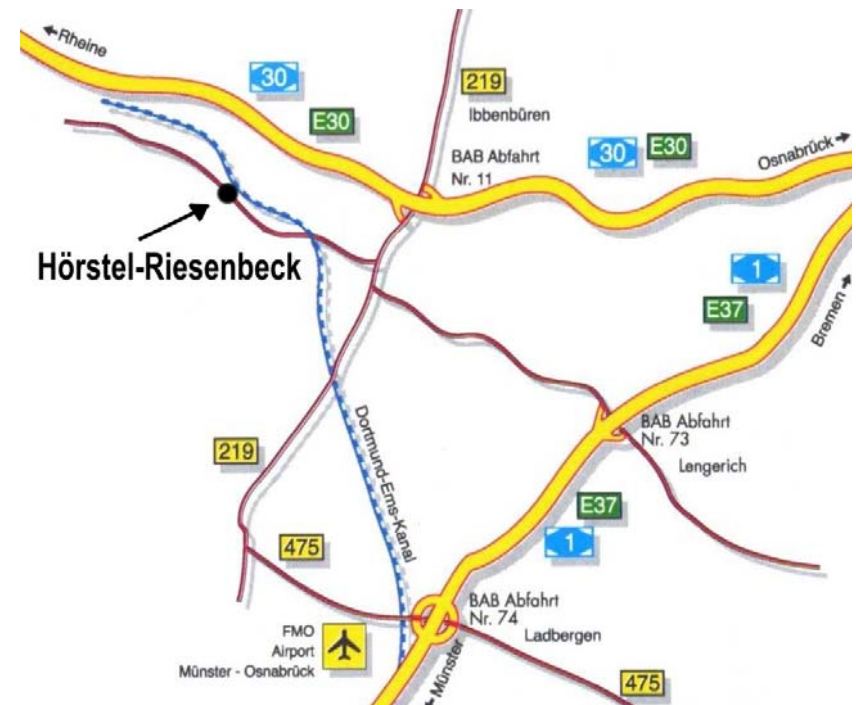 Rheine
30
219
Ibbenbüren
E30
30
E30
BAB Abfahrt
Nr. 11
Osnabrück
Hörstel-Riesenbeck
1
E37
Bremen
BAB Abfahrt
Nr. 73
Lengerich
219
Dortmund-Ems-Kanal
E37
1
475
BAB Abfahrt
Nr. 74
Ladbergen
FMO
Airport
Münster - Osnabrück
Münster
475